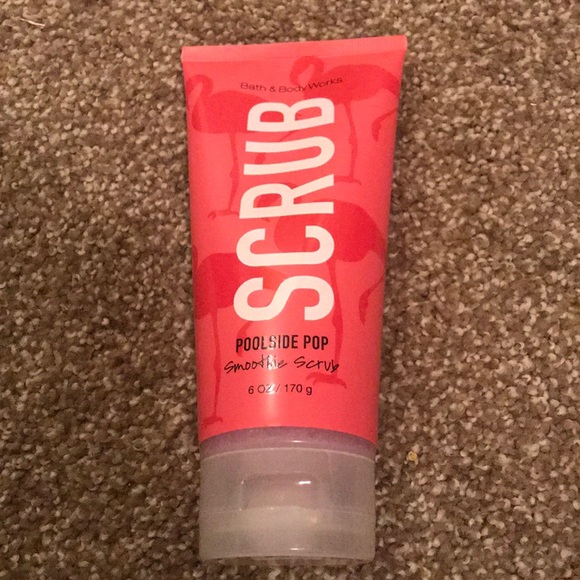 Bath & Body Works
SCRUB
POOLSIDE POP
Smoothie Scrub
6 OZ / 170 g